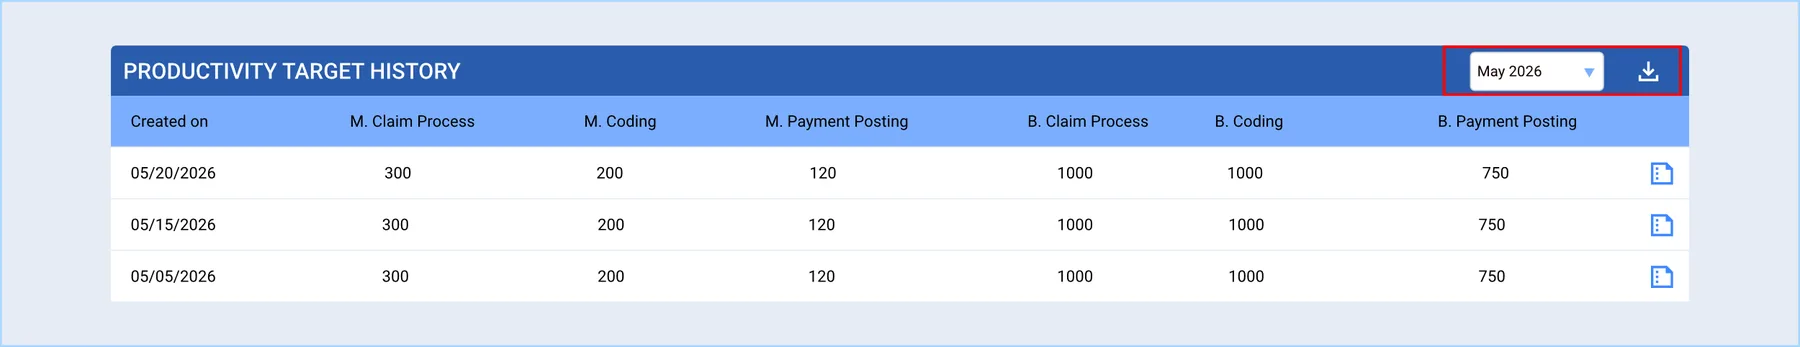 PRODUCTIVITY TARGET HISTORY May 2026
Created on M. Claim Process M. Coding M. Payment Posting B. Claim Process B. Coding B. Payment Posting
05/20/2026 300 200 120 1000 1000 750
05/15/2026 300 200 120 1000 1000 750
05/05/2026 300 200 120 1000 1000 750